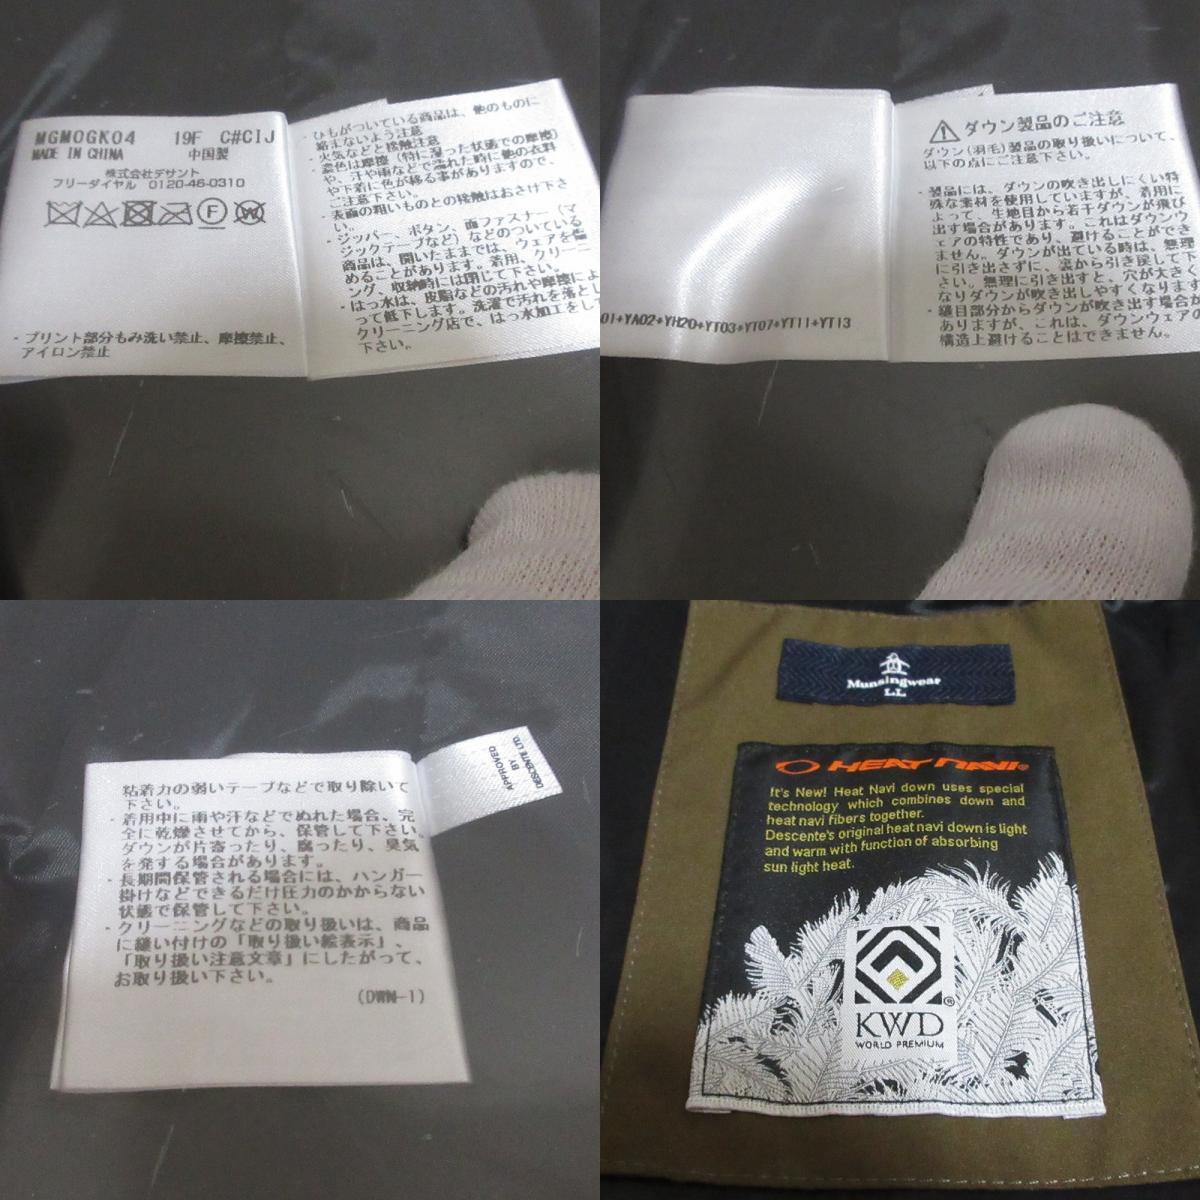 MGMOGK04 19F C#CIJ
MADE IN CHINA 中国製
株式会社デサント
フリーダイヤル 0120-46-0310
・プリント部分もみ洗い禁止、摩擦禁止、
アイロン禁止
・ひもがついている商品は、他のものに
絡まないよう注意
・火気などと接触注意
・濃色は摩擦（特に湿った状態での摩擦）
や、汗や雨などで濡れた時に他の衣料
や下着に色が移る事がありますので、
ご注意下さい。
・表面の粗いものとの接触はおさけ下さ
い。
・ジッパー、ボタン、面ファスナー（マ
ジックテープなど）などのついている
商品は、開いたままでは、ウェアを傷
めることがあります。着用、クリーニ
ング、収納時には閉じて下さい。
・はっ水は、皮脂などの汚れや摩擦によ
って低下します。洗濯で汚れを落とし
クリーニング店で、はっ水加工をし
下さい。
01+YA02+YH20+YT03+YT07+YT11+YT13
ダウン製品のご注意
ダウン（羽毛）製品の取り扱いについて、
以下の点にご注意下さい。
・製品には、ダウンの吹き出しにくい特
殊な素材を使用していますが、着用に
よって、生地目から若干ダウンが飛び
出す場合があります。これはダウンウ
ェアの特性であり、避けることができ
ません。ダウンが出ている時は、無理
に引き出さずに、裏から引き戻して下
さい。無理に引き出すと、穴が大きく
なりダウンが吹き出しやすくなります
・縫目部分からダウンが吹き出す場合が
ありますが、これは、ダウンウェアの
構造上避けることはできません。
粘着力の弱いテープなどで取り除いて
下さい。
・着用中に雨や汗などでぬれた場合、完
全に乾燥させてから、保管して下さい。
ダウンが片寄ったり、腐ったり、臭気
を発する場合があります。
・長期間保管される場合には、ハンガー
掛けなどできるだけ圧力のかからない
状態で保管して下さい。
・クリーニングなどの取り扱いは、商品
に縫い付けの「取り扱い絵表示」、
「取り扱い注意文章」にしたがって、
お取り扱い下さい。
(DWN-1)
APPROVED
BY
DESCENTE LTD.
Munsingwear
LL
HEAT NAVI®
It's New! Heat Navi down uses special
technology which combines down and
heat navi fibers together.
Descente's original heat navi down is light
and warm with function of absorbing
sun light heat.
®
KWD
WORLD PREMIUM